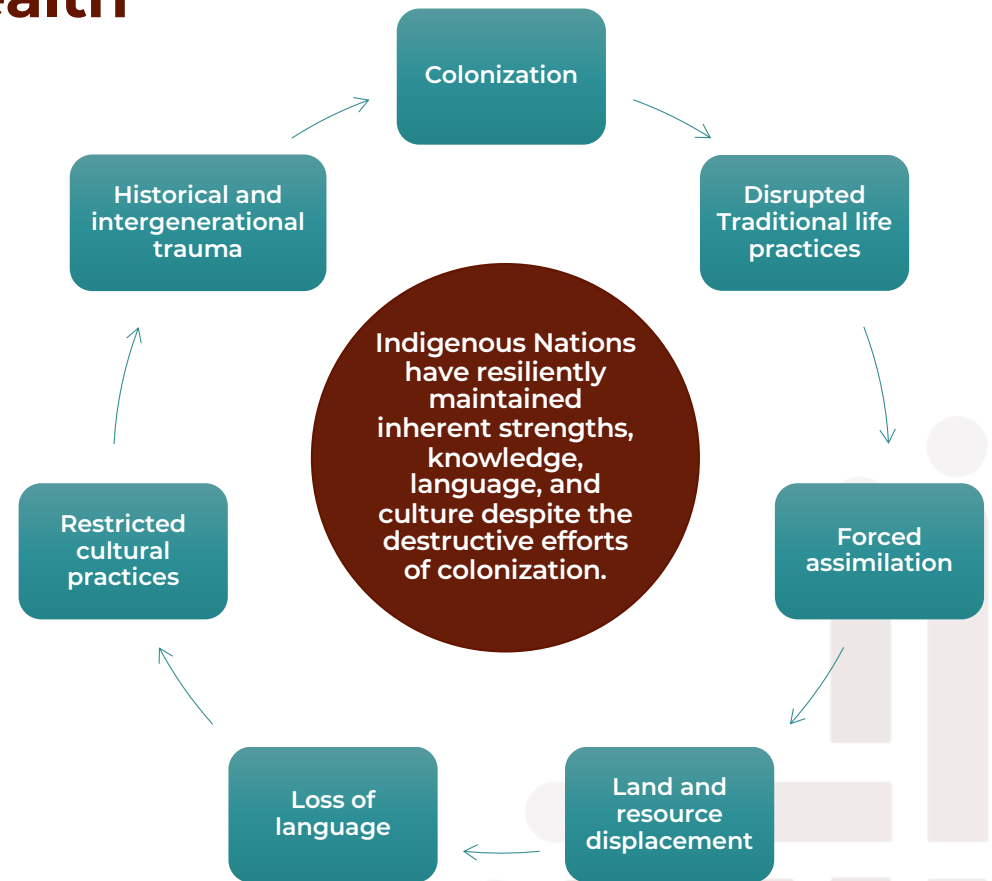 Colonization
Disrupted
Traditional life
practices
Forced
assimilation
Land and
resource
displacement
Loss of
language
Restricted
cultural
practices
Historical and
intergenerational
trauma
Indigenous Nations
have resiliently
maintained
inherent strengths,
knowledge,
language, and
culture despite the
destructive efforts
of colonization.